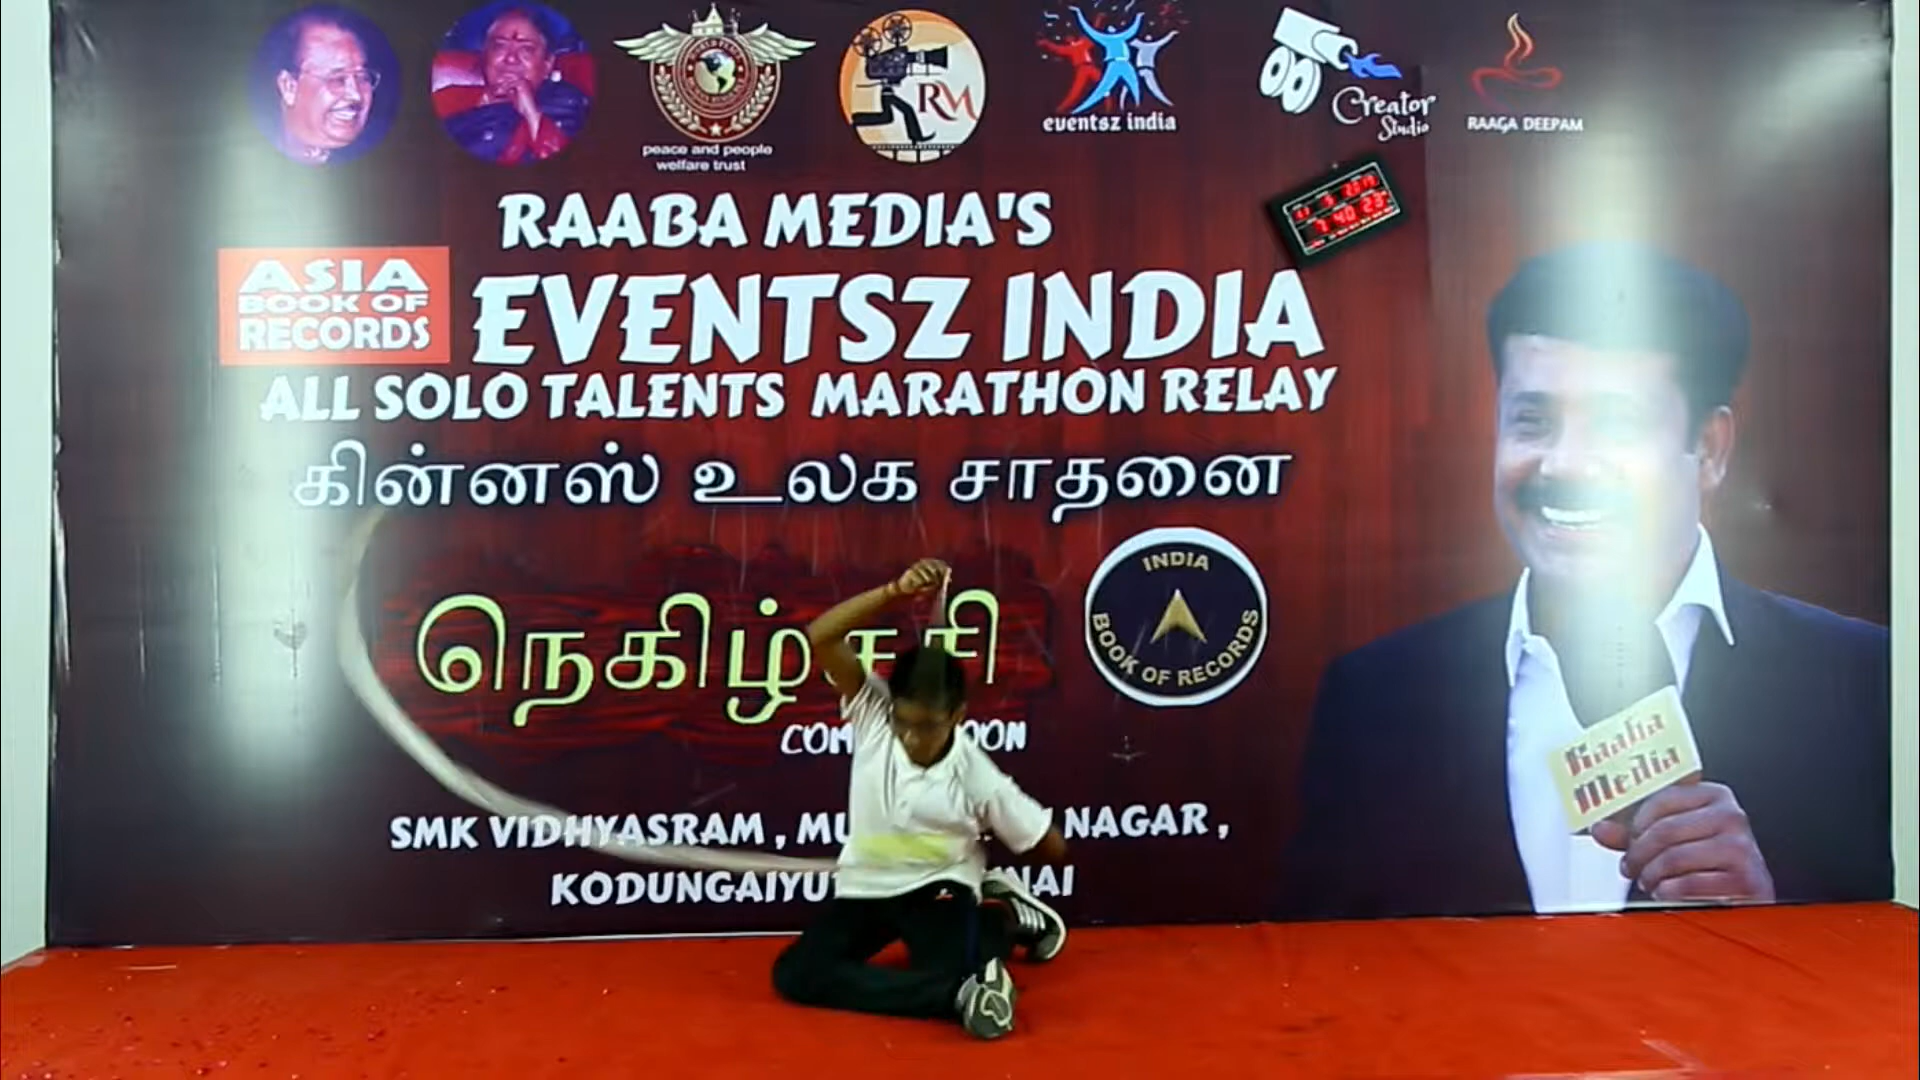 RM
eventsz india
Creator
Studio
RAAGA DEEPAM
peace and people
welfare trust
RAABA MEDIA'S
ASIA
BOOK OF
RECORDS
EVENTSZ INDIA
ALL SOLO TALENTS MARATHON RELAY
கின்னஸ் உலக சாதனை
INDIA
BOOK OF RECORDS
SMK VIDHYASRAM , NAGAR ,
Raaba
Media